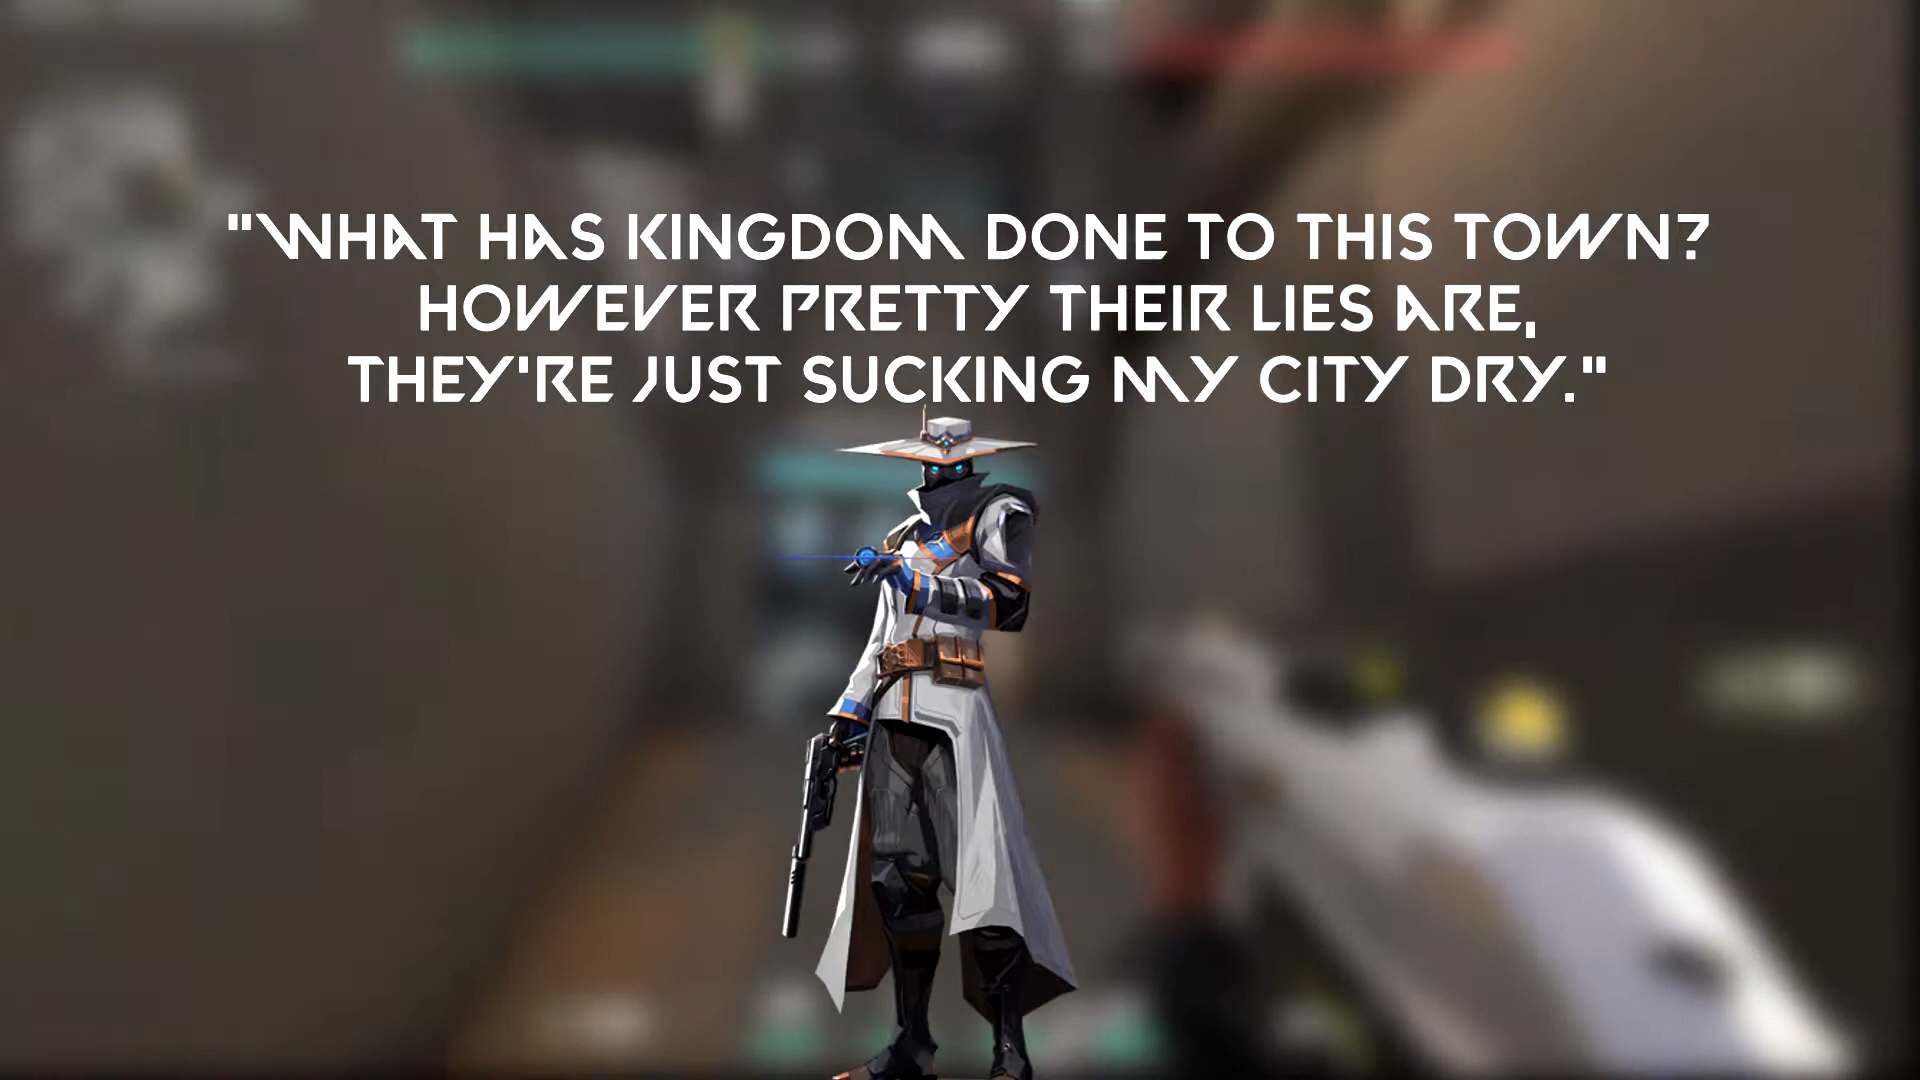 "WHAT HAS KINGDOM DONE TO THIS TOWN?
HOWEVER PRETTY THEIR LIES ARE,
THEY'RE JUST SUCKING MY CITY DRY."